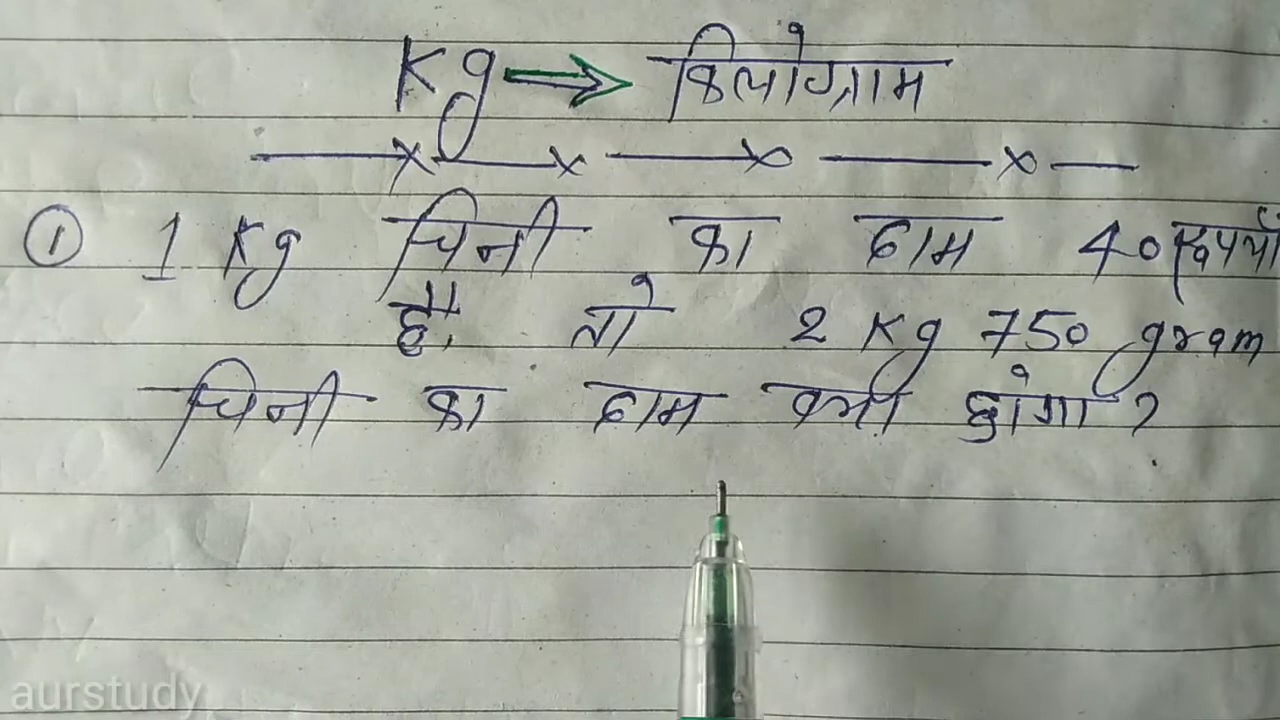 Kg ⇒ किलोग्राम
① 1 Kg चिनी का दाम 40 रूपयाँ
हैं। तो 2 Kg 750 gram
चिनी का दाम क्या होगा ?
aurstudy